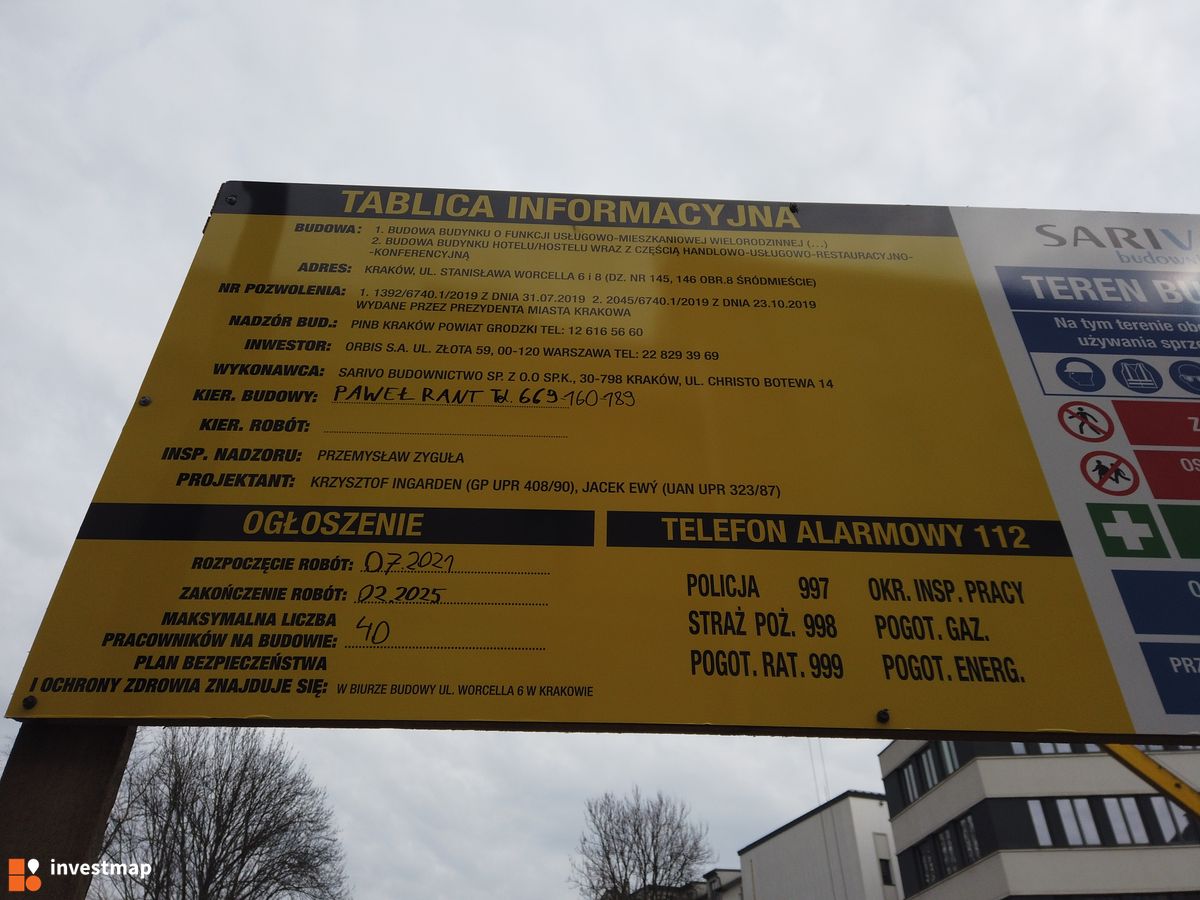 TABLICA INFORMACYJNA
BUDOWA: 1. BUDOWA BUDYNKU O FUNKCJI USŁUGOWO-MIESZKANIOWEJ WIELORODZINNEJ (...)
2. BUDOWA BUDYNKU HOTELU/HOSTELU WRAZ Z CZĘŚCIĄ HANDLOWO-USŁUGOWO-RESTAURACYJNO-
-KONFERENCYJNĄ
ADRES: KRAKÓW, UL. STANISŁAWA WORCELLA 6 i 8 (DZ. NR 145, 146 OBR.8 ŚRÓDMIEŚCIE)
NR POZWOLENIA: 1. 1392/6740.1/2019 Z DNIA 31.07.2019 2. 2045/6740.1/2019 Z DNIA 23.10.2019
WYDANE PRZEZ PREZYDENTA MIASTA KRAKOWA
NADZÓR BUD.: PINB KRAKÓW POWIAT GRODZKI TEL: 12 616 56 60
INWESTOR: ORBIS S.A. UL. ZŁOTA 59, 00-120 WARSZAWA TEL: 22 829 39 69
WYKONAWCA: SARIVO BUDOWNICTWO SP. Z O.O SP.K., 30-798 KRAKÓW, UL. CHRISTO BOTEWA 14
KIER. BUDOWY: PAWEŁ RANT Tel. 669 160 189
KIER. ROBÓT:
INSP. NADZORU: PRZEMYSŁAW ZYGUŁA
PROJEKTANT: KRZYSZTOF INGARDEN (GP UPR 408/90), JACEK EWÝ (UAN UPR 323/87)
OGŁOSZENIE
ROZPOCZĘCIE ROBÓT: 07.2021
ZAKOŃCZENIE ROBÓT: 02.2025
MAKSYMALNA LICZBA
PRACOWNIKÓW NA BUDOWIE: 40
PLAN BEZPIECZEŃSTWA
I OCHRONY ZDROWIA ZNAJDUJE SIĘ: W BIURZE BUDOWY UL. WORCELLA 6 W KRAKOWIE
TELEFON ALARMOWY 112
POLICJA 997 OKR. INSP. PRACY
STRAŻ POŻ. 998 POGOT. GAZ.
POGOT. RAT. 999 POGOT. ENERG.
SARIV
budown
TEREN BU
Na tym terenie ob
używania sprz
Z
OS
O
PRZ
investmap